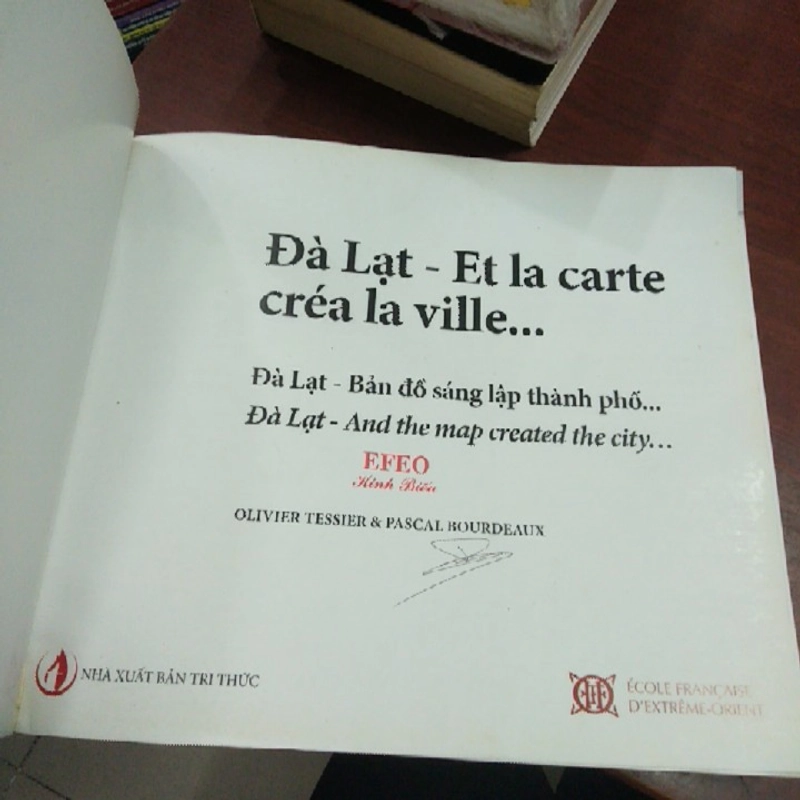 Đà Lạt - Et la carte
créa la ville...
Đà Lạt - Bản đồ sáng lập thành phố...
Đà Lạt - And the map created the city...
EFEO
Kính Biếu
OLIVIER TESSIER & PASCAL BOURDEAUX
NHÀ XUẤT BẢN TRI THỨC
ÉCOLE FRANÇAISE
D'EXTRÊME-ORIENT